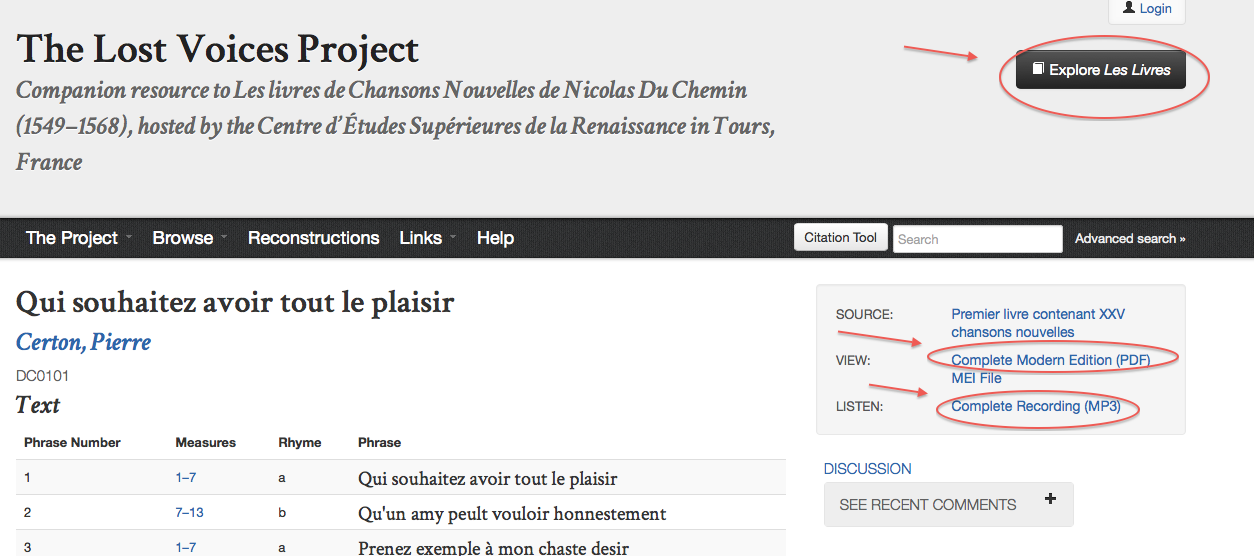 Login
The Lost Voices Project
Explore Les Livres
Companion resource to Les livres de Chansons Nouvelles de Nicolas Du Chemin
(1549–1568), hosted by the Centre d'Études Supérieures de la Renaissance in Tours,
France
The Project Browse Reconstructions Links Help Citation Tool Search Advanced search »
Qui souhaitez avoir tout le plaisir
Certon, Pierre
DC0101
Text
Phrase Number Measures Rhyme Phrase
1 1–7 a Qui souhaitez avoir tout le plaisir
2 7–13 b Qu'un amy peult vouloir honnestement
3 1–7 a Prenez exemple à mon chaste desir
SOURCE: Premier livre contenant XXV
chansons nouvelles
VIEW: Complete Modern Edition (PDF)
MEI File
LISTEN: Complete Recording (MP3)
DISCUSSION
SEE RECENT COMMENTS